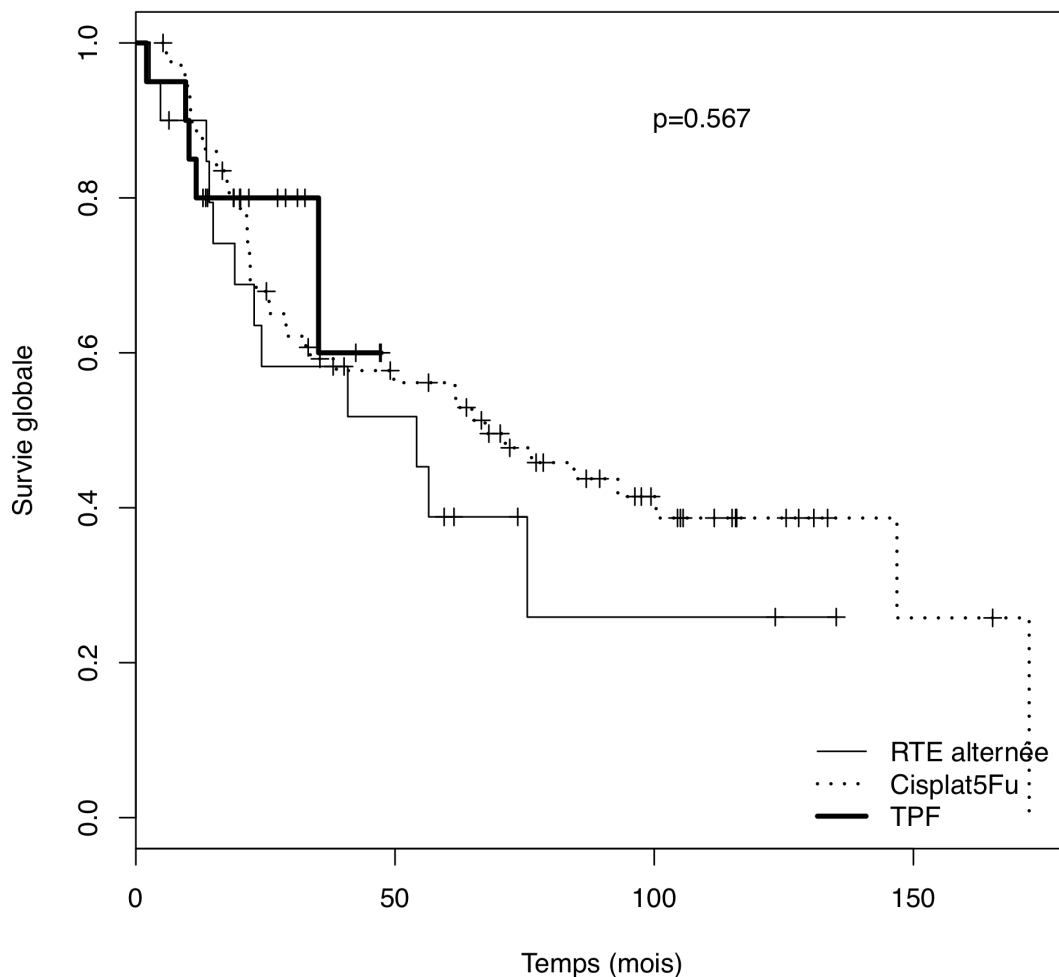 p=0.567
Survie globale
1.0
0.8
0.6
0.4
0.2
0.0
RTE alternée
Cisplat5Fu
TPF
0 50 100 150
Temps (mois)